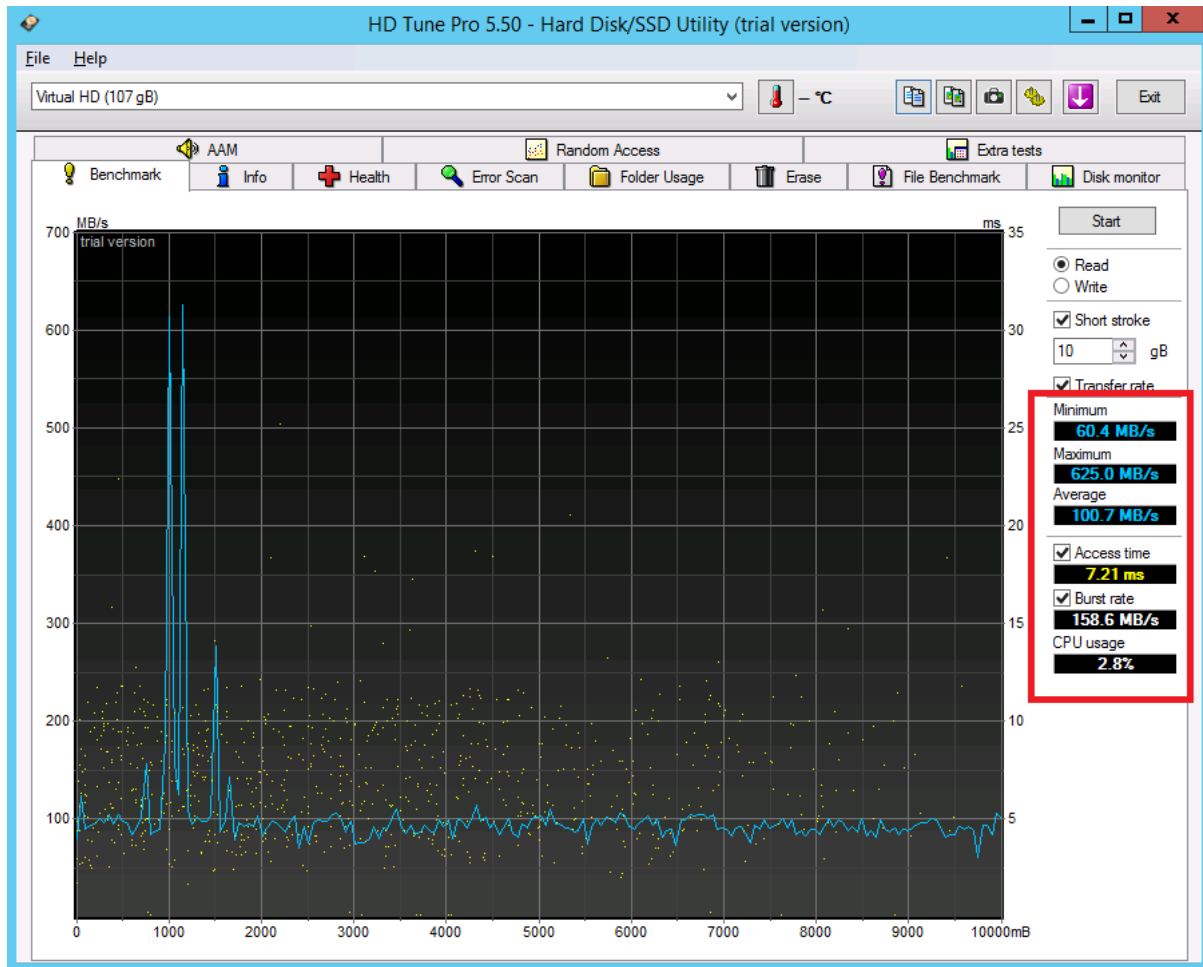 HD Tune Pro 5.50 - Hard Disk/SSD Utility (trial version)
File Help
Virtual HD (107 gB)
– °C
Exit
AAM Random Access Extra tests
Benchmark Info Health Error Scan Folder Usage Erase File Benchmark Disk monitor
MB/s ms
trial version
700 35
600 30
500 25
400 20
300 15
200 10
100 5
0 1000 2000 3000 4000 5000 6000 7000 8000 9000 10000mB
Start
Read
Write
Short stroke
10 gB
Transfer rate
Minimum
60.4 MB/s
Maximum
625.0 MB/s
Average
100.7 MB/s
Access time
7.21 ms
Burst rate
158.6 MB/s
CPU usage
2.8%